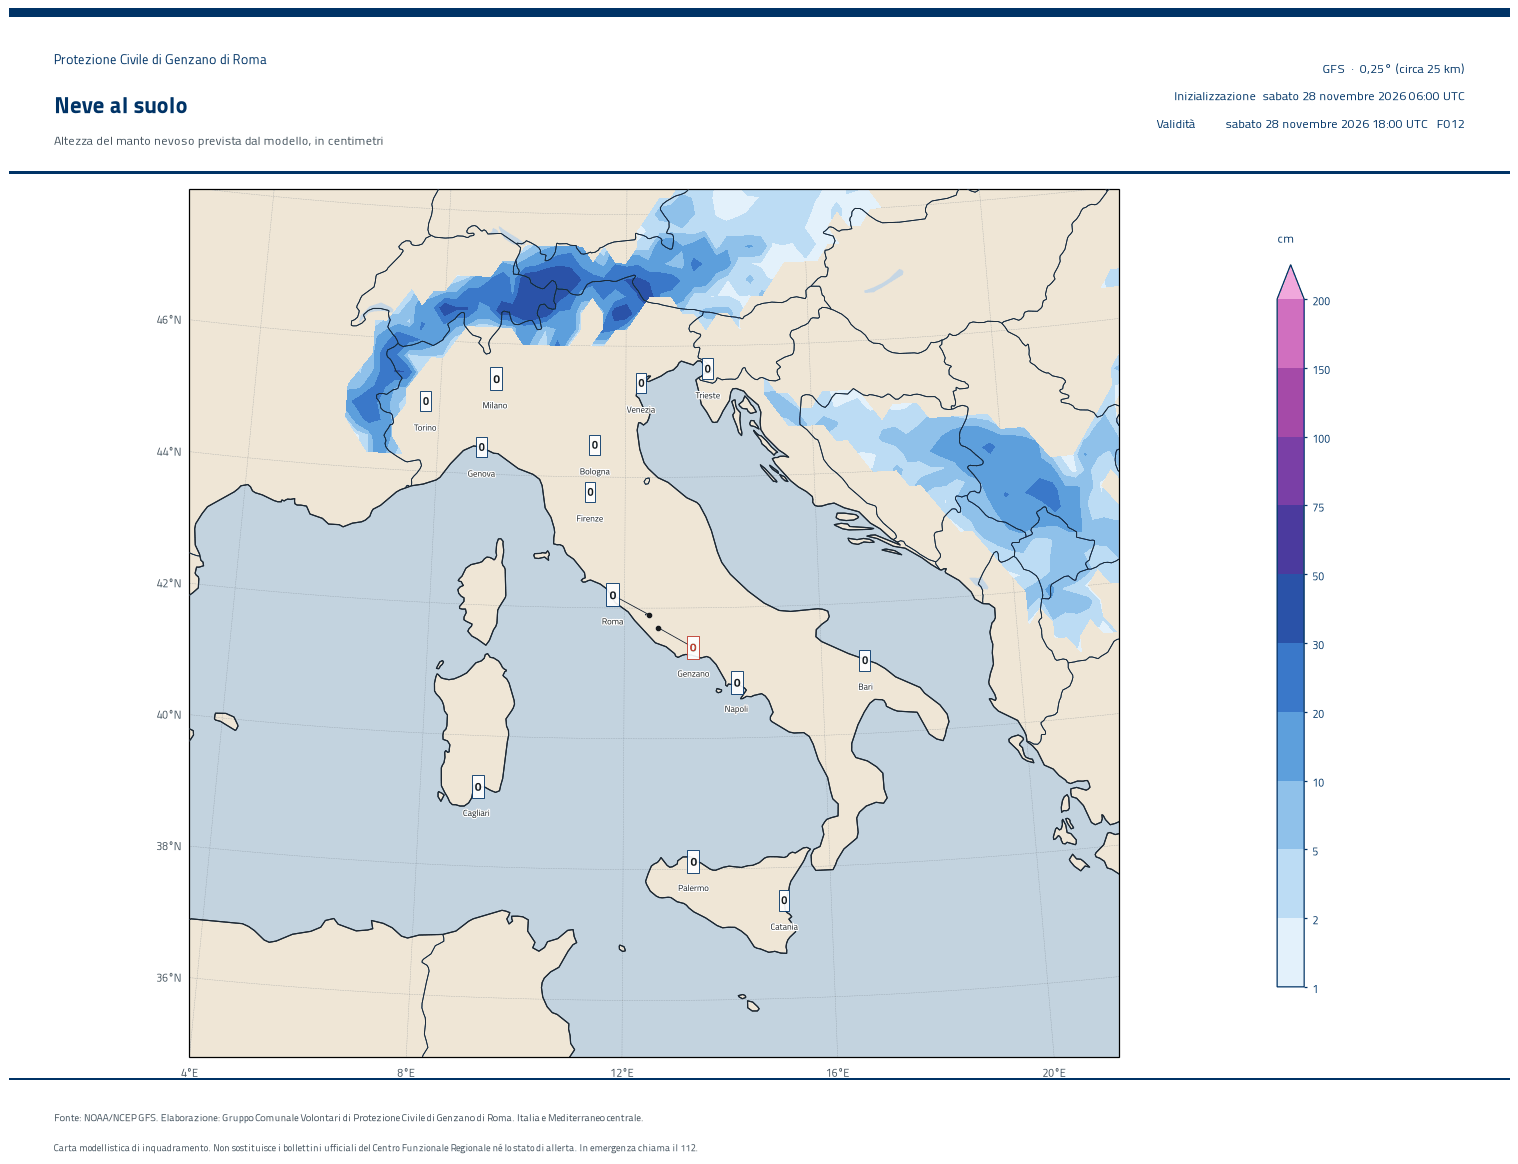 Protezione Civile di Genzano di Roma
Neve al suolo
Altezza del manto nevoso prevista dal modello, in centimetri
GFS · 0,25° (circa 25 km)
Inizializzazione sabato 28 novembre 2026 06:00 UTC
Validità sabato 28 novembre 2026 18:00 UTC F012
cm
200
150
100
75
50
30
20
10
5
2
1
46°N
44°N
42°N
40°N
38°N
36°N
4°E
8°E
12°E
16°E
20°E
0
Trieste
0
Milano
0
Venezia
0
Torino
0
Genova
0
Bologna
0
Firenze
0
Roma
0
Genzano
0
Bari
0
Napoli
0
Cagliari
0
Palermo
0
Catania
Fonte: NOAA/NCEP GFS. Elaborazione: Gruppo Comunale Volontari di Protezione Civile di Genzano di Roma. Italia e Mediterraneo centrale.
Carta modellistica di inquadramento. Non sostituisce i bollettini ufficiali del Centro Funzionale Regionale né lo stato di allerta. In emergenza chiama il 112.